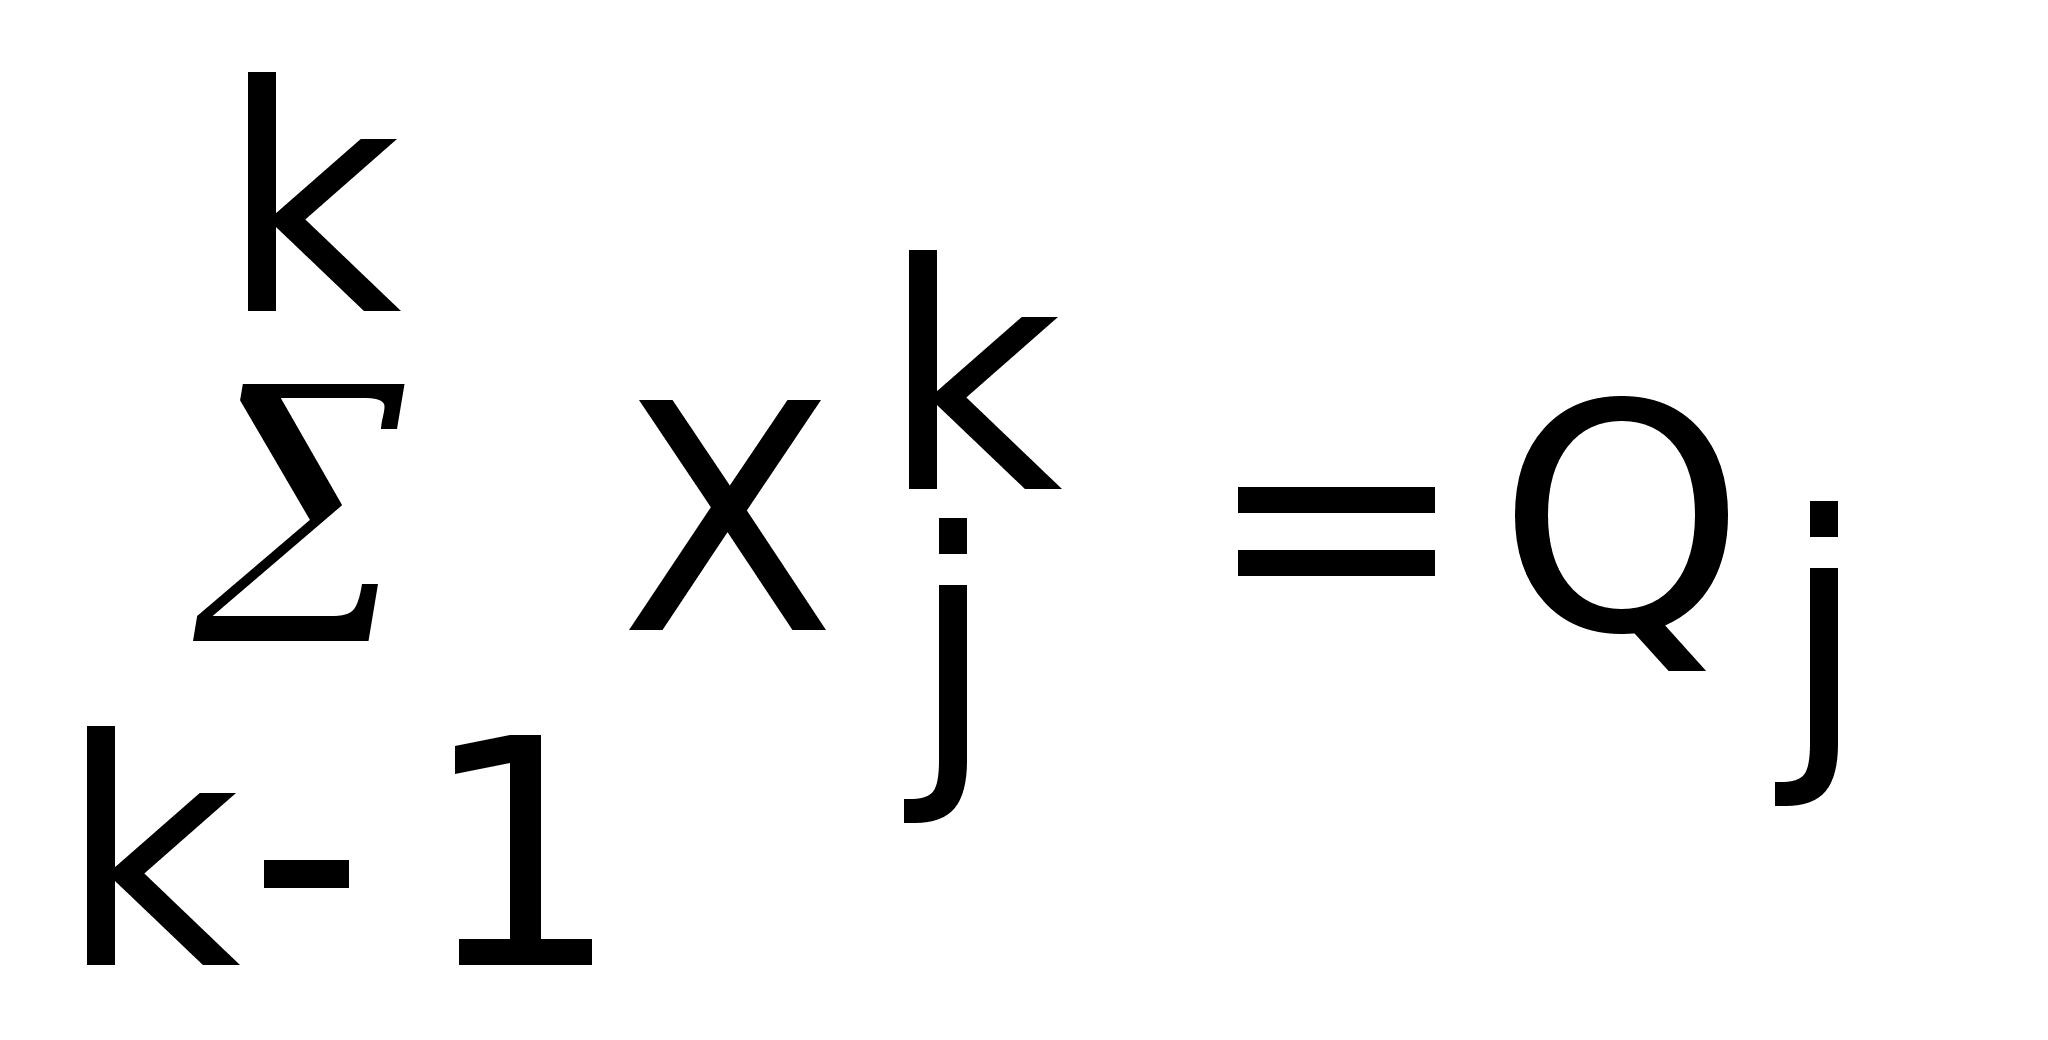 k
Σ X k j = Q j
k-1